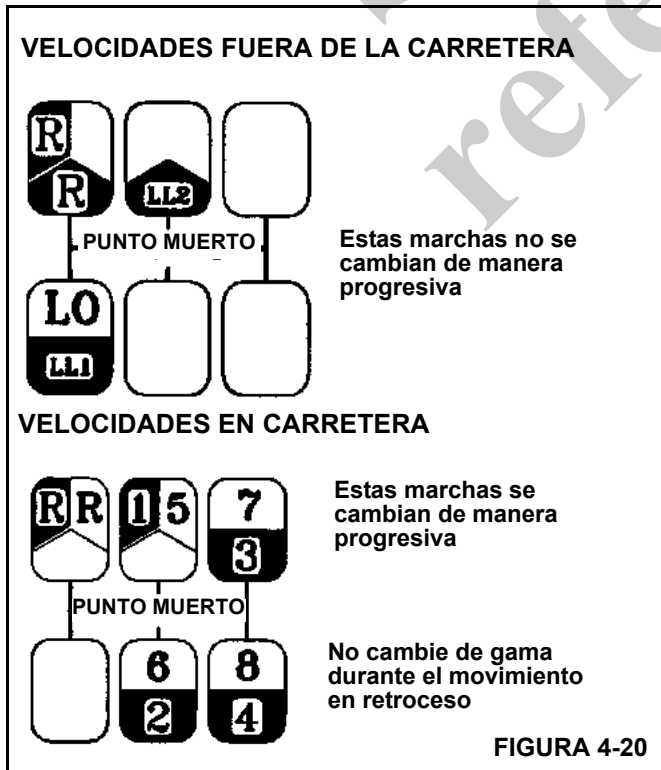 VELOCIDADES FUERA DE LA CARRETERA
R
R LL2
PUNTO MUERTO
Estas marchas no se
cambian de manera
progresiva
LO
LL1
VELOCIDADES EN CARRETERA
R R 1 5 7
3
Estas marchas se
cambian de manera
progresiva
PUNTO MUERTO
6 8
2 4
No cambie de gama
durante el movimiento
en retroceso
FIGURA 4-20